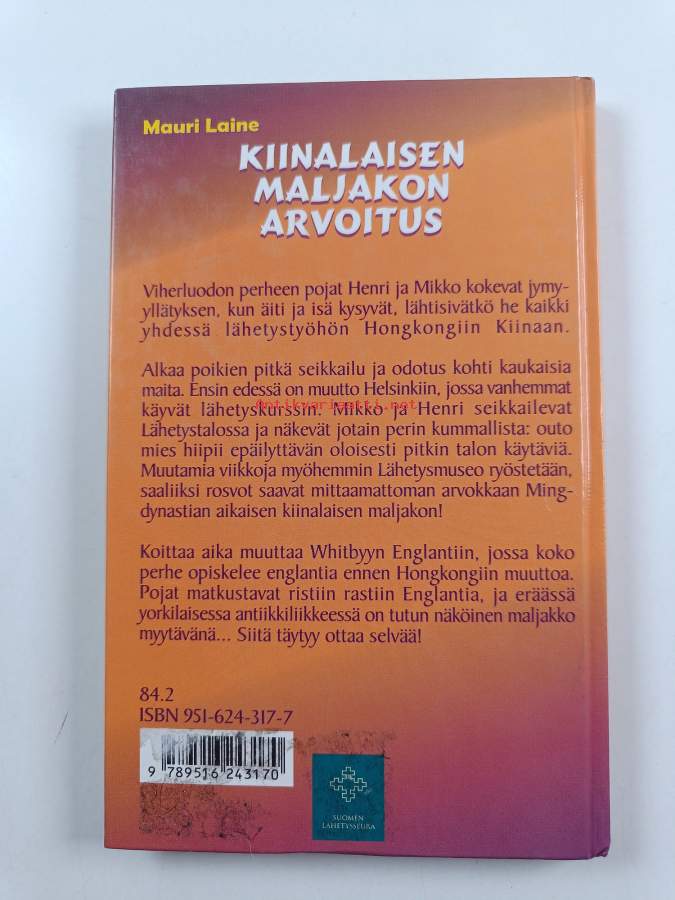 Mauri Laine
KIINALAISEN
MALJAKON
ARVOITUS
Viherluodon perheen pojat Henri ja Mikko kokevat jymy-
yllätyksen, kun äiti ja isä kysyvät, lähtisivätkö he kaikki
yhdessä lähetystyöhön Hongkongiin Kiinaan.
Alkaa poikien pitkä seikkailu ja odotus kohti kaukaisia
maita. Ensin edessä on muutto Helsinkiin, jossa vanhemmat
käyvät lähetyskurssin. Mikko ja Henri seikkailevat
Antikvariaatti.net
Lähetystalossa ja näkevät jotain perin kummallista: outo
mies hiipii epäilyttävän oloisesti pitkin talon käytäviä.
Muutamia viikkoja myöhemmin Lähetysmuseo ryöstetään,
saaliiksi rosvot saavat mittaamattoman arvokkaan Ming-
dynastian aikaisen kiinalaisen maljakon!
Koittaa aika muuttaa Whitbyyn Englantiin, jossa koko
perhe opiskelee englantia ennen Hongkongiin muuttoa.
Pojat matkustavat ristiin rastiin Englantia, ja eräässä
yorkilaisessa antiikkiliikkeessä on tutun näköinen maljakko
myytävänä... Siitä täytyy ottaa selvää!
84.2
ISBN 951-624-317-7
9 789516 243170
SUOMEN
LÄHETYSSEURA